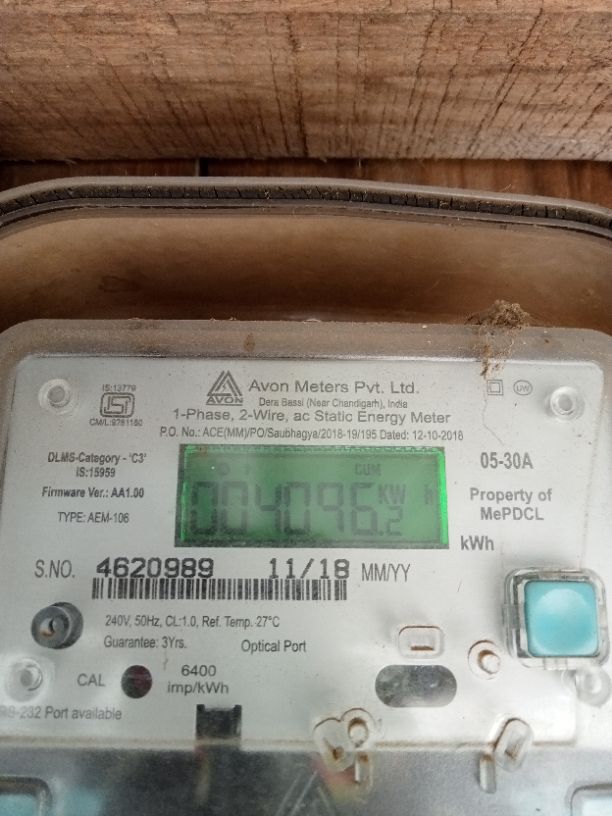 IS:13779
CM/L:9781160
AVON
Avon Meters Pvt. Ltd.
Dera Bassi (Near Chandigarh), India
1-Phase, 2-Wire, ac Static Energy Meter
P.O. No.: ACE(MM)/PO/Saubhagya/2018-19/195 Dated: 12-10-2018
UW
DLMS-Category - 'C3'
IS:15959
Firmware Ver.: AA1.00
TYPE: AEM-106
CUM
004096.2 KW h
05-30A
Property of
MePDCL
kWh
S.NO. 4620989 11/18 MM/YY
240V, 50Hz, CL:1.0, Ref. Temp. 27°C
Guarantee: 3Yrs. Optical Port
CAL 6400
imp/kWh
RS-232 Port available
AVON